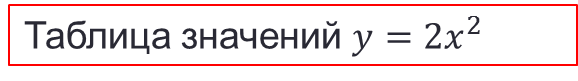 Таблица значений y = 2x²